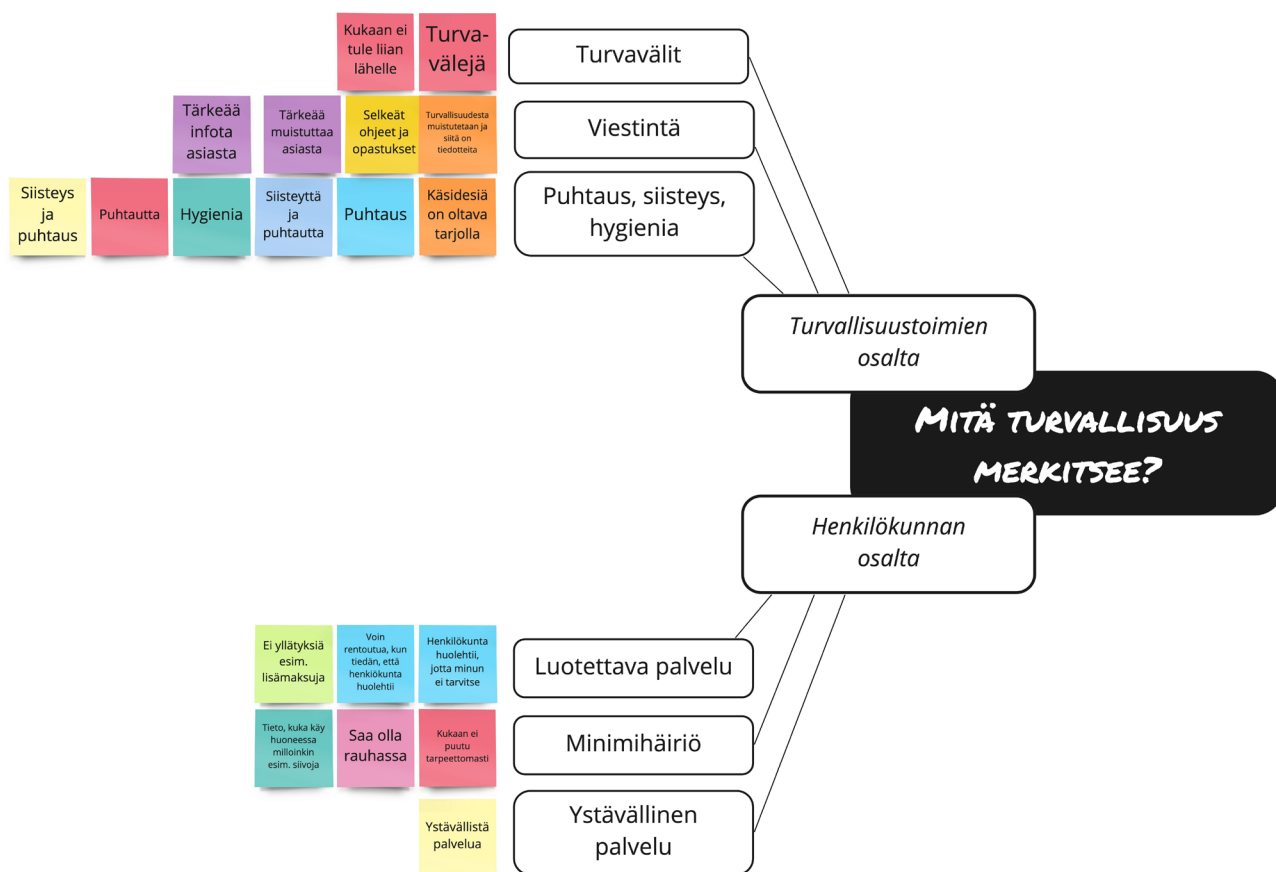 Kukaan ei
tule liian
lähelle
Turva-
välejä
Turvavälit
Tärkeää
infota
asiasta
Tärkeää
muistuttaa
asiasta
Selkeät
ohjeet ja
opastukset
Turvallisuudesta
muistutetaan ja
siitä on
tiedotteita
Viestintä
Siisteys
ja
puhtaus
Puhtautta
Hygienia
Siisteyttä
ja
puhtautta
Puhtaus
Käsidesiä
on oltava
tarjolla
Puhtaus, siisteys,
hygienia
Turvallisuustoimien
osalta
Mitä turvallisuus
merkitsee?
Henkilökunnan
osalta
Ei yllätyksiä
esim.
lisämaksuja
Voin
rentoutua, kun
tiedän, että
henkiökunta
huolehtii
Henkilökunta
huolehtii,
jotta minun
ei tarvitse
Luotettava palvelu
Tieto, kuka käy
huoneessa
milloinkin
esim. siivoja
Saa olla
rauhassa
Kukaan ei
puutu
tarpeettomasti
Minimihäiriö
Ystävällistä
palvelua
Ystävällinen
palvelu